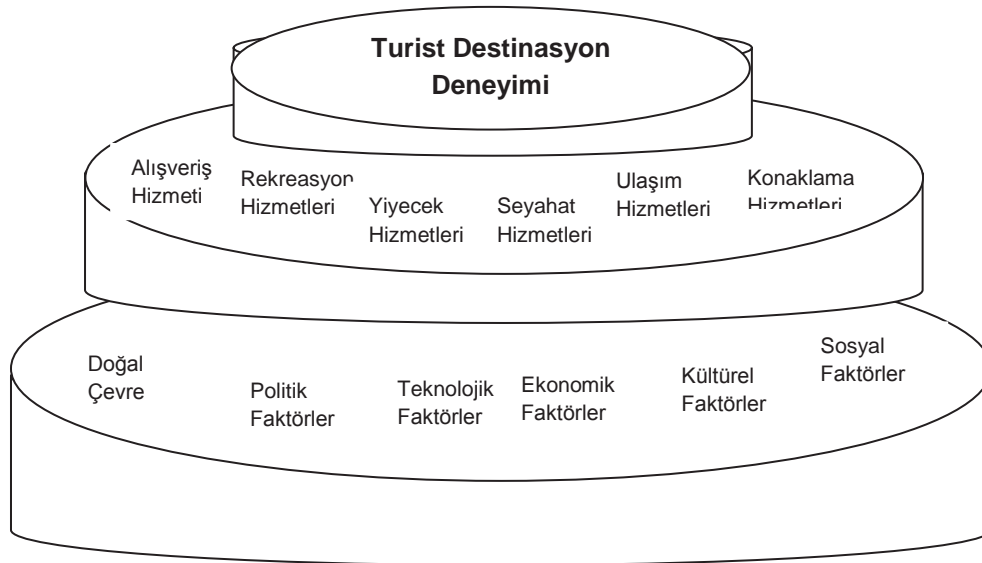 Turist Destinasyon
Deneyimi
Alışveriş
Hizmeti
Rekreasyon
Hizmetleri
Yiyecek
Hizmetleri
Seyahat
Hizmetleri
Ulaşım
Hizmetleri
Konaklama
Hizmetleri
Doğal
Çevre
Politik
Faktörler
Teknolojik
Faktörler
Ekonomik
Faktörler
Kültürel
Faktörler
Sosyal
Faktörler